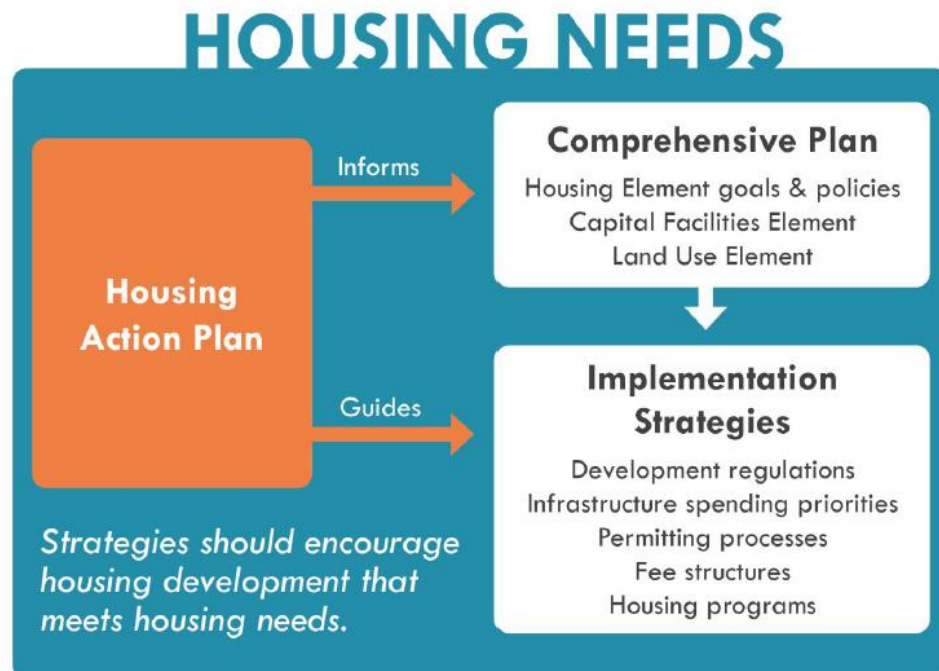 HOUSING NEEDS
Housing
Action Plan
Informs
Comprehensive Plan
Housing Element goals & policies
Capital Facilities Element
Land Use Element
Guides
Implementation
Strategies
Development regulations
Infrastructure spending priorities
Permitting processes
Fee structures
Housing programs
Strategies should encourage
housing development that
meets housing needs.